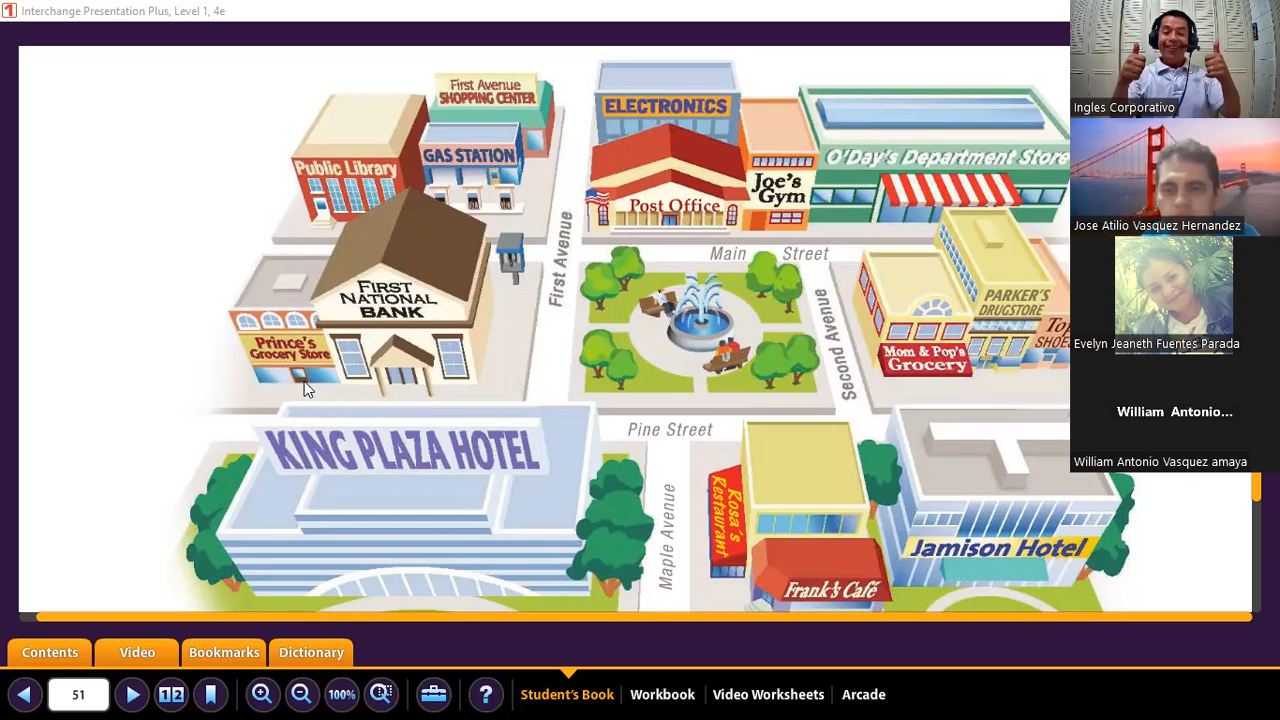 Interchange Presentation Plus, Level 1, 4e
First Avenue
SHOPPING CENTER
Public Library
GAS STATION
ELECTRONICS
Post Office
JOE'S
GYM
O'DAY'S Department Store
First Avenue
Main Street
FIRST
NATIONAL
BANK
Prince's
Grocery Store
Second Avenue
PARKER'S
DRUGSTORE
Mom & Pop's
Grocery
Pine Street
KING PLAZA HOTEL
Maple Avenue
Rosa's
Restaurant
Frank's Café
Jamison Hotel
Ingles Corporativo
Jose Atilio Vasquez Hernandez
Evelyn Jeaneth Fuentes Parada
William Antonio...
William Antonio Vasquez amaya
Contents
Video
Bookmarks
Dictionary
51
1 2
100%
?
Student's Book
Workbook
Video Worksheets
Arcade